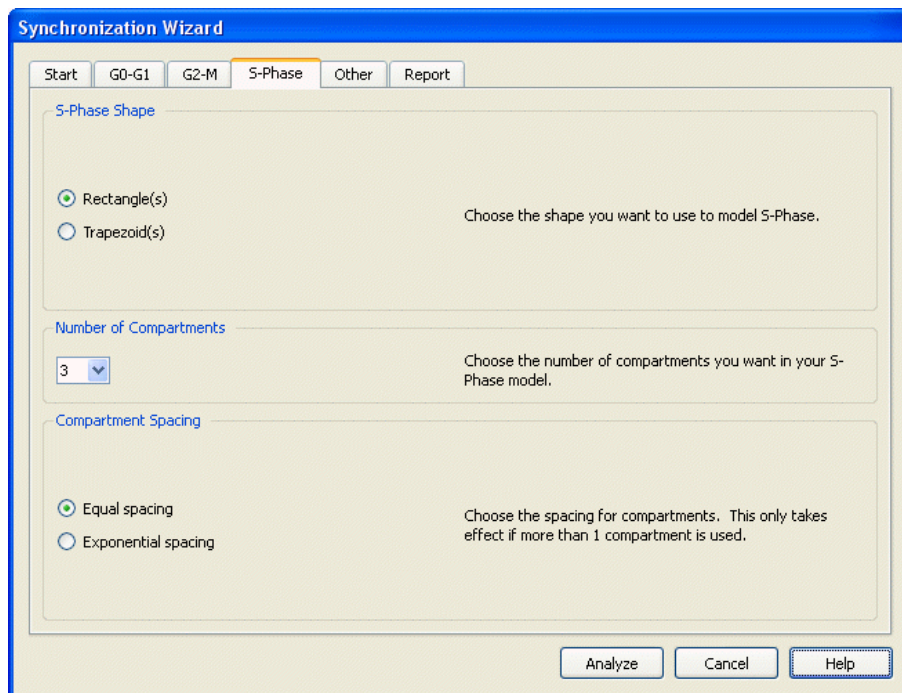 Synchronization Wizard
Start G0-G1 G2-M S-Phase Other Report
S-Phase Shape
Rectangle(s)
Trapezoid(s)
Choose the shape you want to use to model S-Phase.
Number of Compartments
3
Choose the number of compartments you want in your S-
Phase model.
Compartment Spacing
Equal spacing
Exponential spacing
Choose the spacing for compartments. This only takes
effect if more than 1 compartment is used.
Analyze Cancel Help